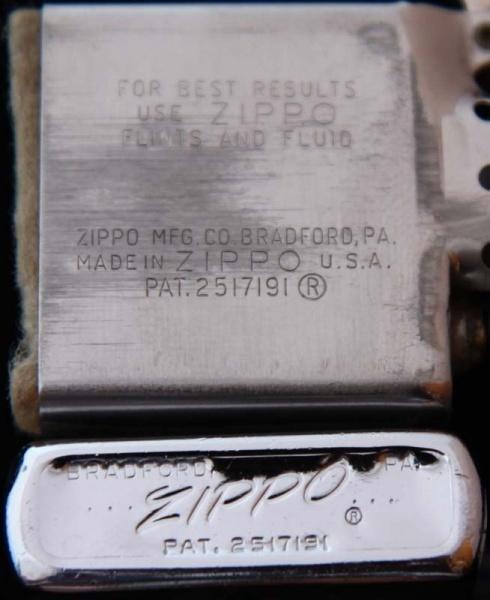 FOR BEST RESULTS
USE ZIPPO
FLINTS AND FLUID
ZIPPO MFG. CO. BRADFORD, PA.
MADE IN ZIPPO U.S.A.
PAT. 2517191 ®
BRADFORD, PA.
... ZIPPO ® ...
PAT. 2517191